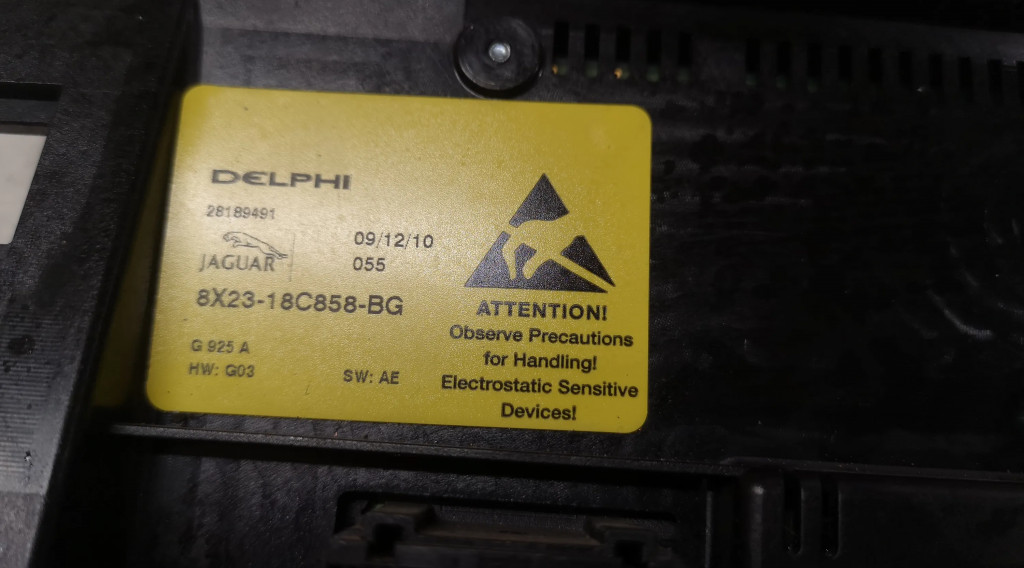 DELPHI
28189491
JAGUAR
09/12/10
055
8X23-18C858-BG
G 925 A
HW: G03
SW: AE
ATTENTION!
Observe Precautions
for Handling!
Electrostatic Sensitive
Devices!